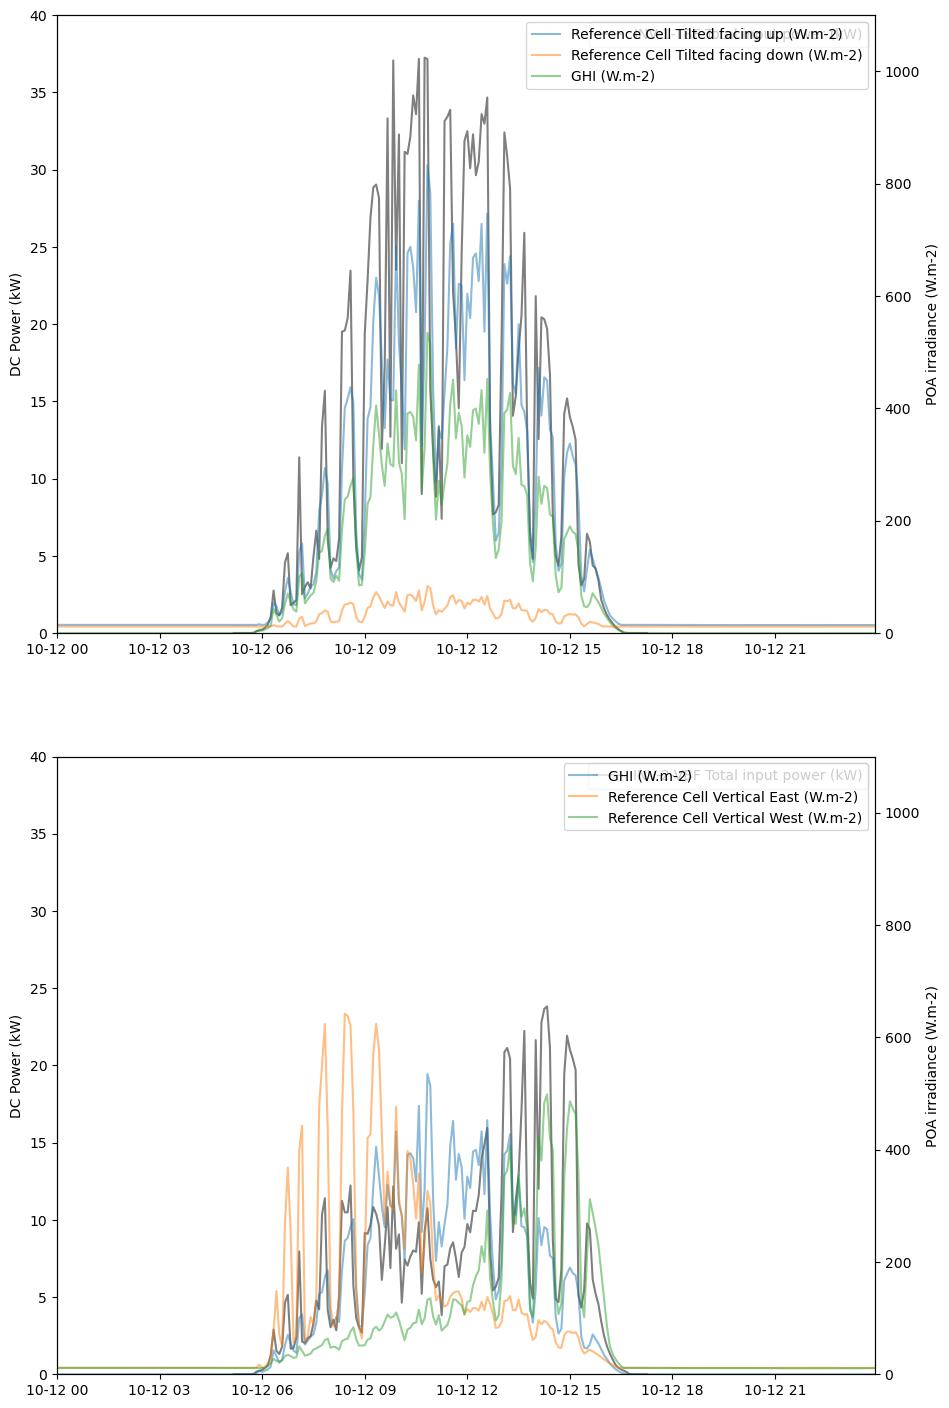 40
35
30
25
20
15
10
5
0
DC Power (kW)
Reference Cell Tilted facing up (W.m-2)
Reference Cell Tilted facing down (W.m-2)
GHI (W.m-2)
1000
800
600
400
200
0
POA irradiance (W.m-2)
10-12 00 10-12 03 10-12 06 10-12 09 10-12 12 10-12 15 10-12 18 10-12 21
40
35
30
25
20
15
10
5
0
DC Power (kW)
Total input power (kW)
GHI (W.m-2)
Reference Cell Vertical East (W.m-2)
Reference Cell Vertical West (W.m-2)
1000
800
600
400
200
0
POA irradiance (W.m-2)
10-12 00 10-12 03 10-12 06 10-12 09 10-12 12 10-12 15 10-12 18 10-12 21